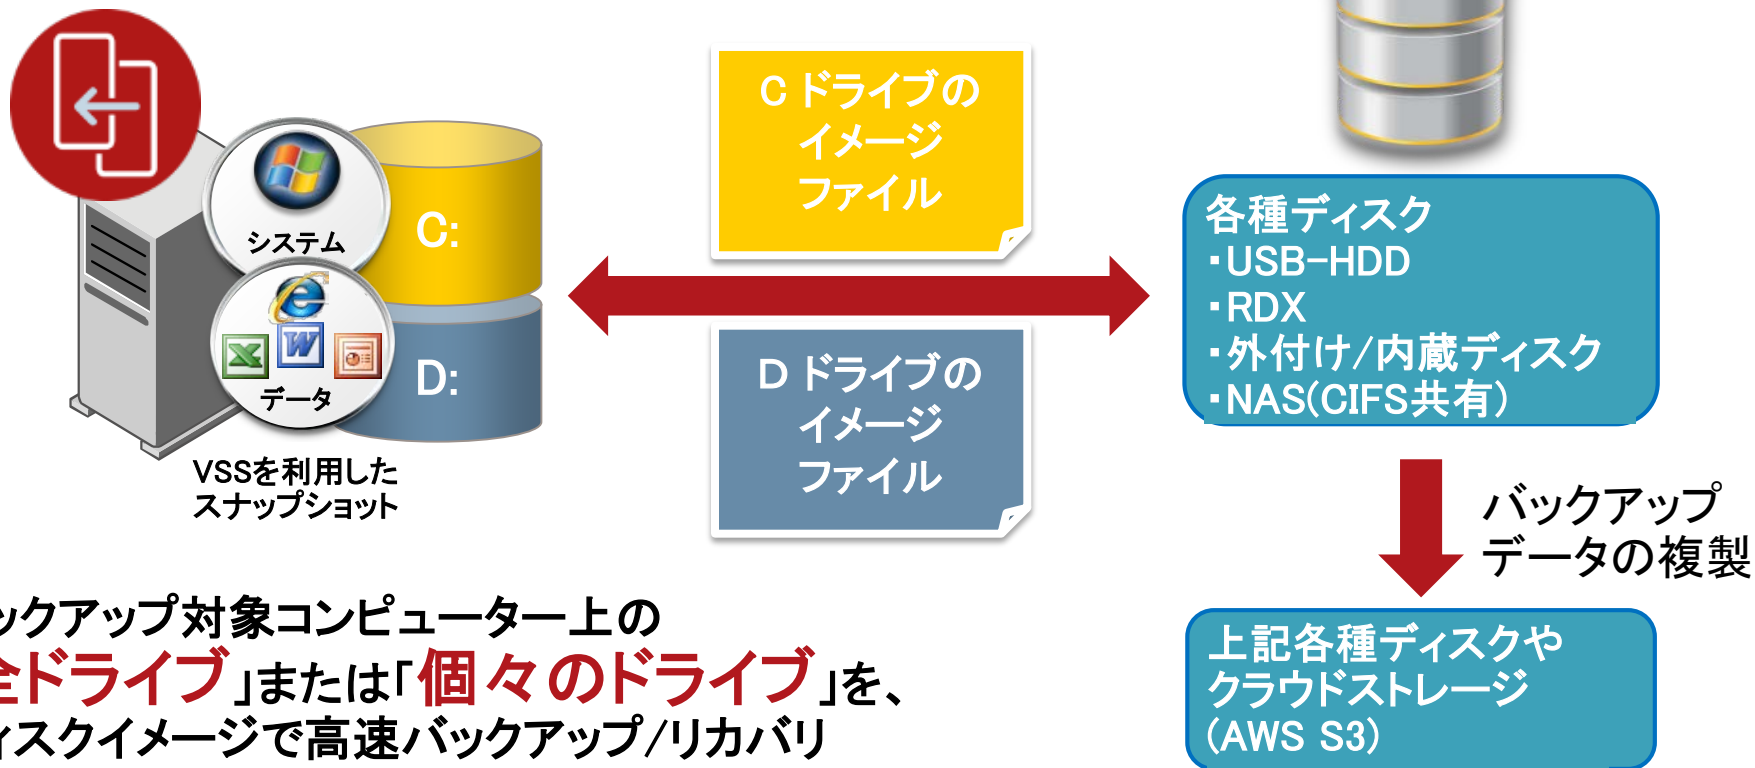 システム
データ
C:
D:
VSSを利用した
スナップショット
C ドライブの
イメージ
ファイル
D ドライブの
イメージ
ファイル
各種ディスク
・USB-HDD
・RDX
・外付け/内蔵ディスク
・NAS(CIFS共有)
バックアップ
データの複製
上記各種ディスクや
クラウドストレージ
(AWS S3)
ックアップ対象コンピューター上の
全ドライブ」または「個々のドライブ」を、
ィスクイメージで高速バックアップ/リカバリ